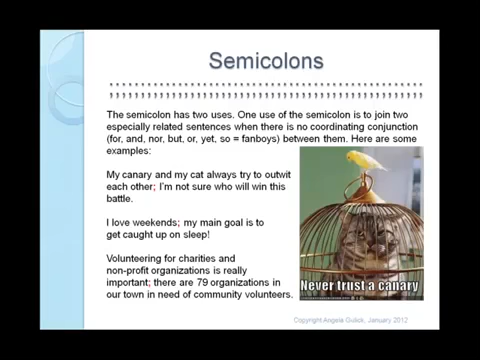 Semicolons
;;;;;;;;;;;;;;;;;;;;;;;;;;;;;;;;;;;;;;;;;;;;;;;;;;
;;;;;;;;;;;;;;;;;;;;;;;;;;;;;;;;;;;;;;;;;;;;;;;;;;
The semicolon has two uses. One use of the semicolon is to join two
especially related sentences when there is no coordinating conjunction
(for, and, nor, but, or, yet, so = fanboys) between them. Here are some
examples:
My canary and my cat always try to outwit
each other; I'm not sure who will win this
battle.
I love weekends; my main goal is to
get caught up on sleep!
Volunteering for charities and
non-profit organizations is really
important; there are 79 organizations in
our town in need of community volunteers.
Never trust a canary
Copyright Angela Gulick, January 2012